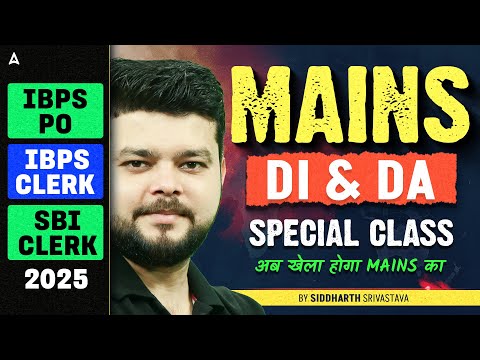 A
IBPS
PO
IBPS
CLERK
SBI
CLERK
2025
MAINS
DI & DA
SPECIAL CLASS
अब खेला होगा MAINS का
BY SIDDHARTH SRIVASTAVA